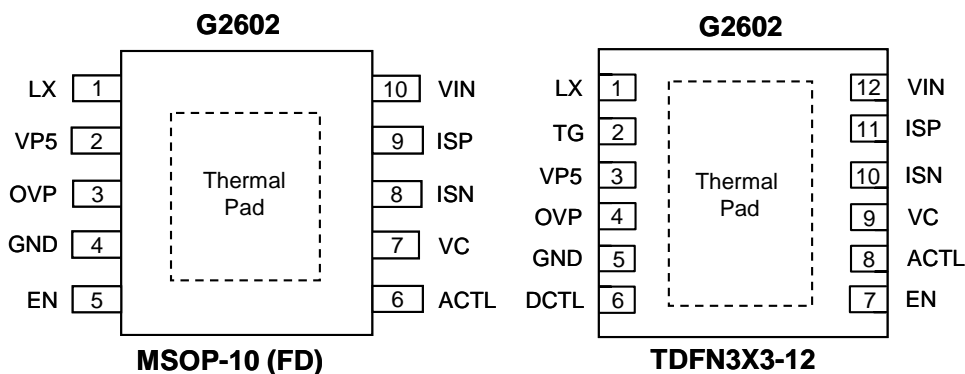 G2602
LX 1
10 VIN
VP5 2
9 ISP
OVP 3
8 ISN
GND 4
7 VC
EN 5
6 ACTL
Thermal
Pad
MSOP-10 (FD)
G2602
LX 1
12 VIN
TG 2
11 ISP
VP5 3
10 ISN
OVP 4
9 VC
GND 5
8 ACTL
DCTL 6
7 EN
Thermal
Pad
TDFN3X3-12